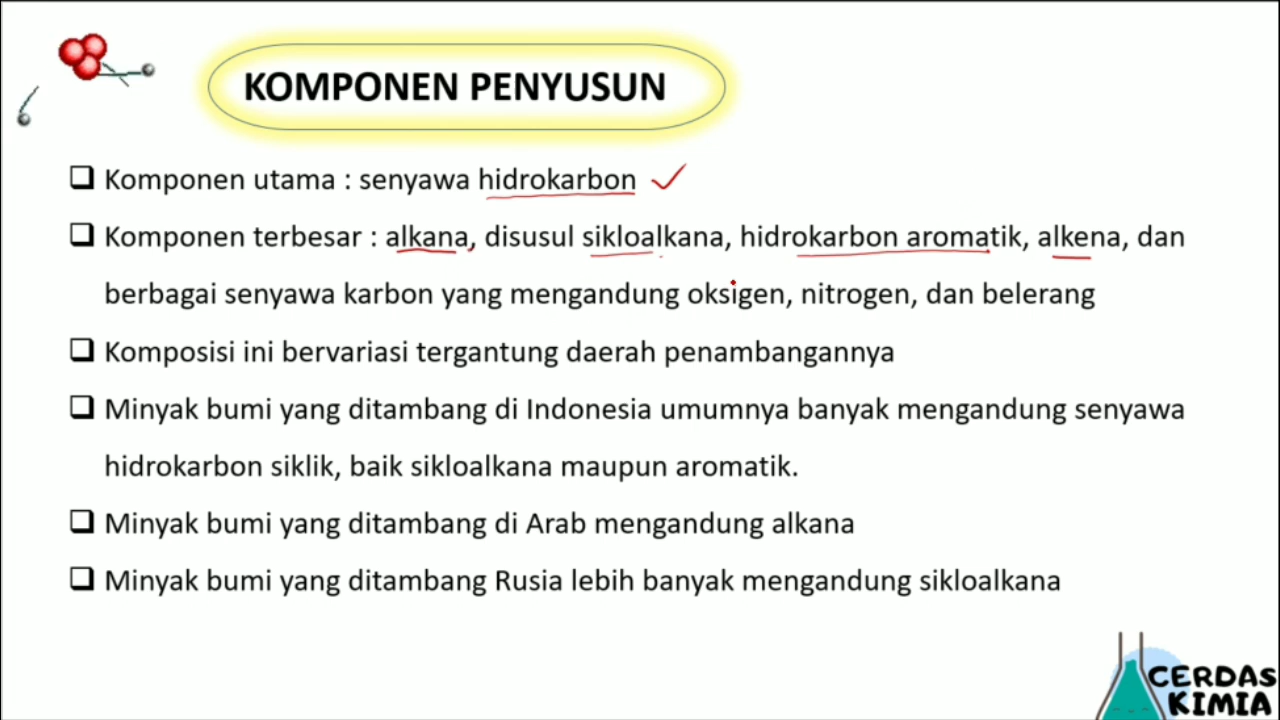 KOMPONEN PENYUSUN
Komponen utama : senyawa hidrokarbon
Komponen terbesar : alkana, disusul sikloalkana, hidrokarbon aromatik, alkena, dan
berbagai senyawa karbon yang mengandung oksigen, nitrogen, dan belerang
Komposisi ini bervariasi tergantung daerah penambangannya
Minyak bumi yang ditambang di Indonesia umumnya banyak mengandung senyawa
hidrokarbon siklik, baik sikloalkana maupun aromatik.
Minyak bumi yang ditambang di Arab mengandung alkana
Minyak bumi yang ditambang Rusia lebih banyak mengandung sikloalkana
CERDAS
KIMIA